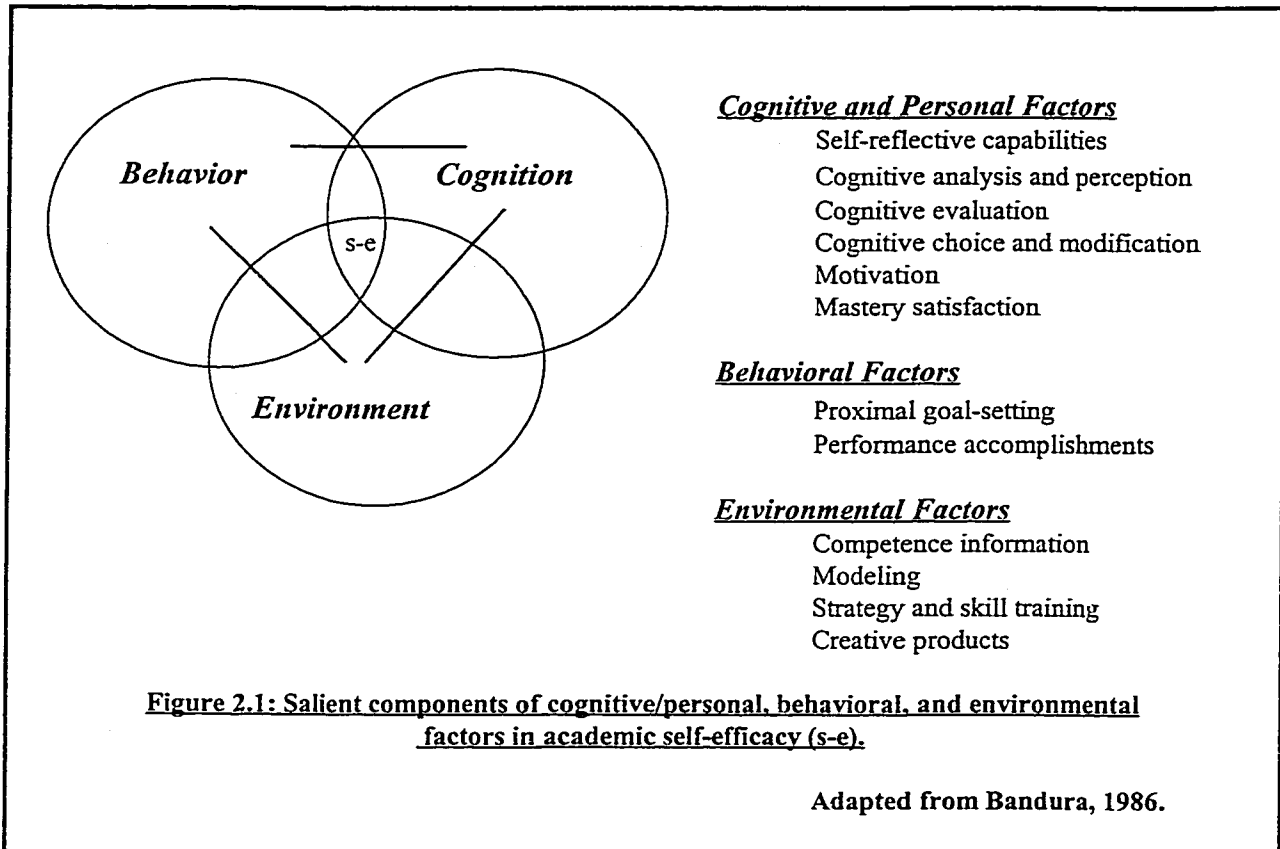 Behavior
Cognition
s-e
Environment
Cognitive and Personal Factors
Self-reflective capabilities
Cognitive analysis and perception
Cognitive evaluation
Cognitive choice and modification
Motivation
Mastery satisfaction
Behavioral Factors
Proximal goal-setting
Performance accomplishments
Environmental Factors
Competence information
Modeling
Strategy and skill training
Creative products
Figure 2.1: Salient components of cognitive/personal, behavioral, and environmental
factors in academic self-efficacy (s-e).
Adapted from Bandura, 1986.